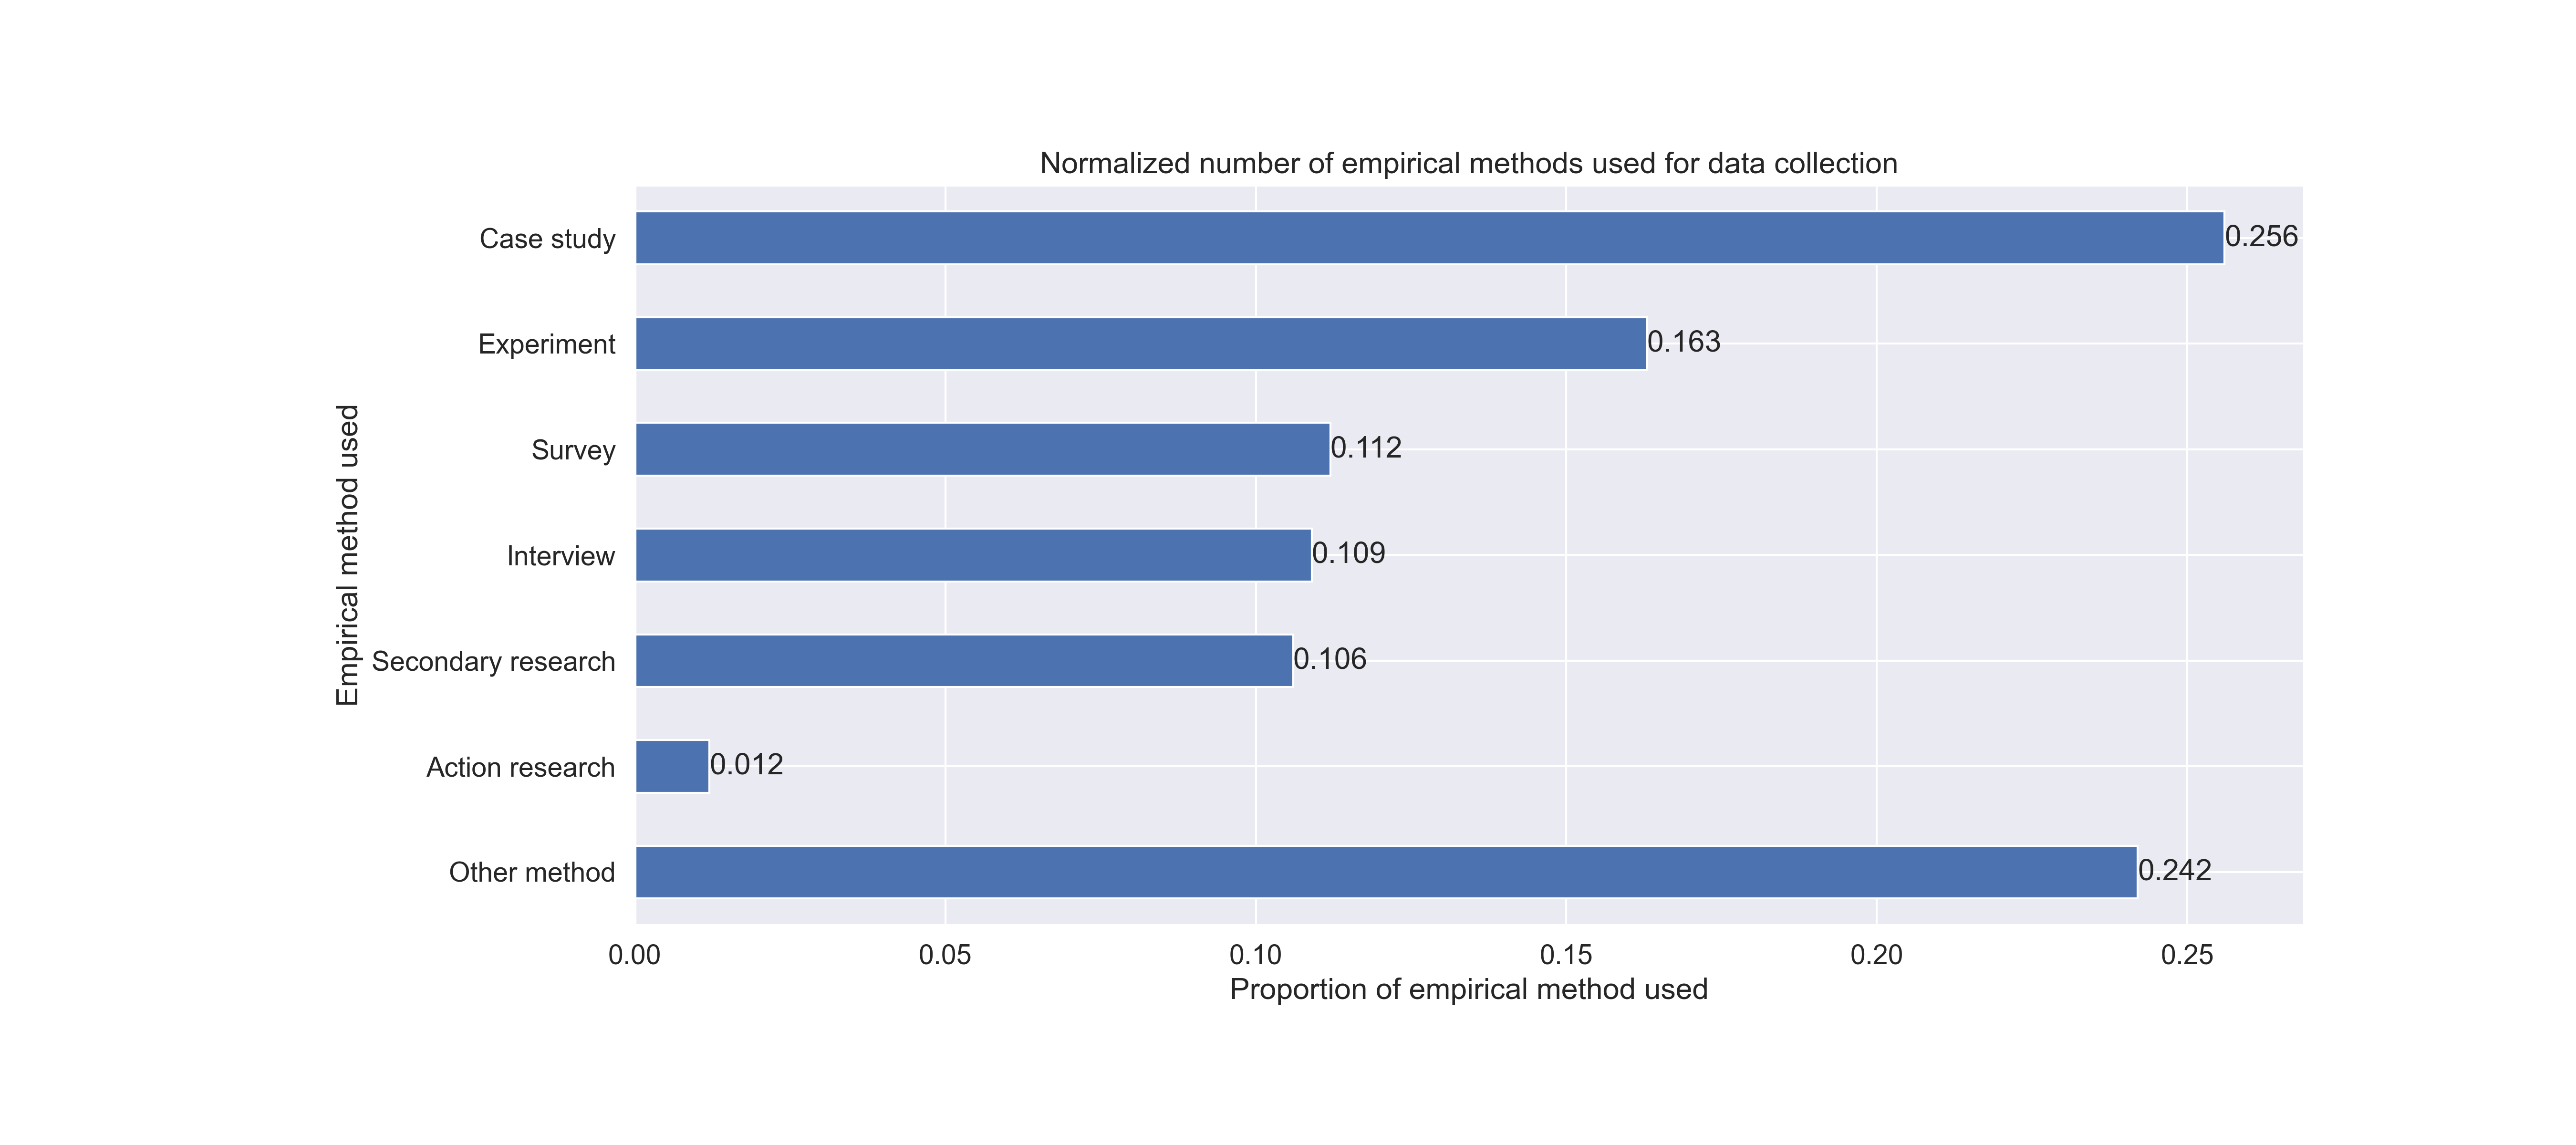 Normalized number of empirical methods used for data collection
Empirical method used
Case study
0.256
Experiment
0.163
Survey
0.112
Interview
0.109
Secondary research
0.106
Action research
0.012
Other method
0.242
0.00 0.05 0.10 0.15 0.20 0.25
Proportion of empirical method used